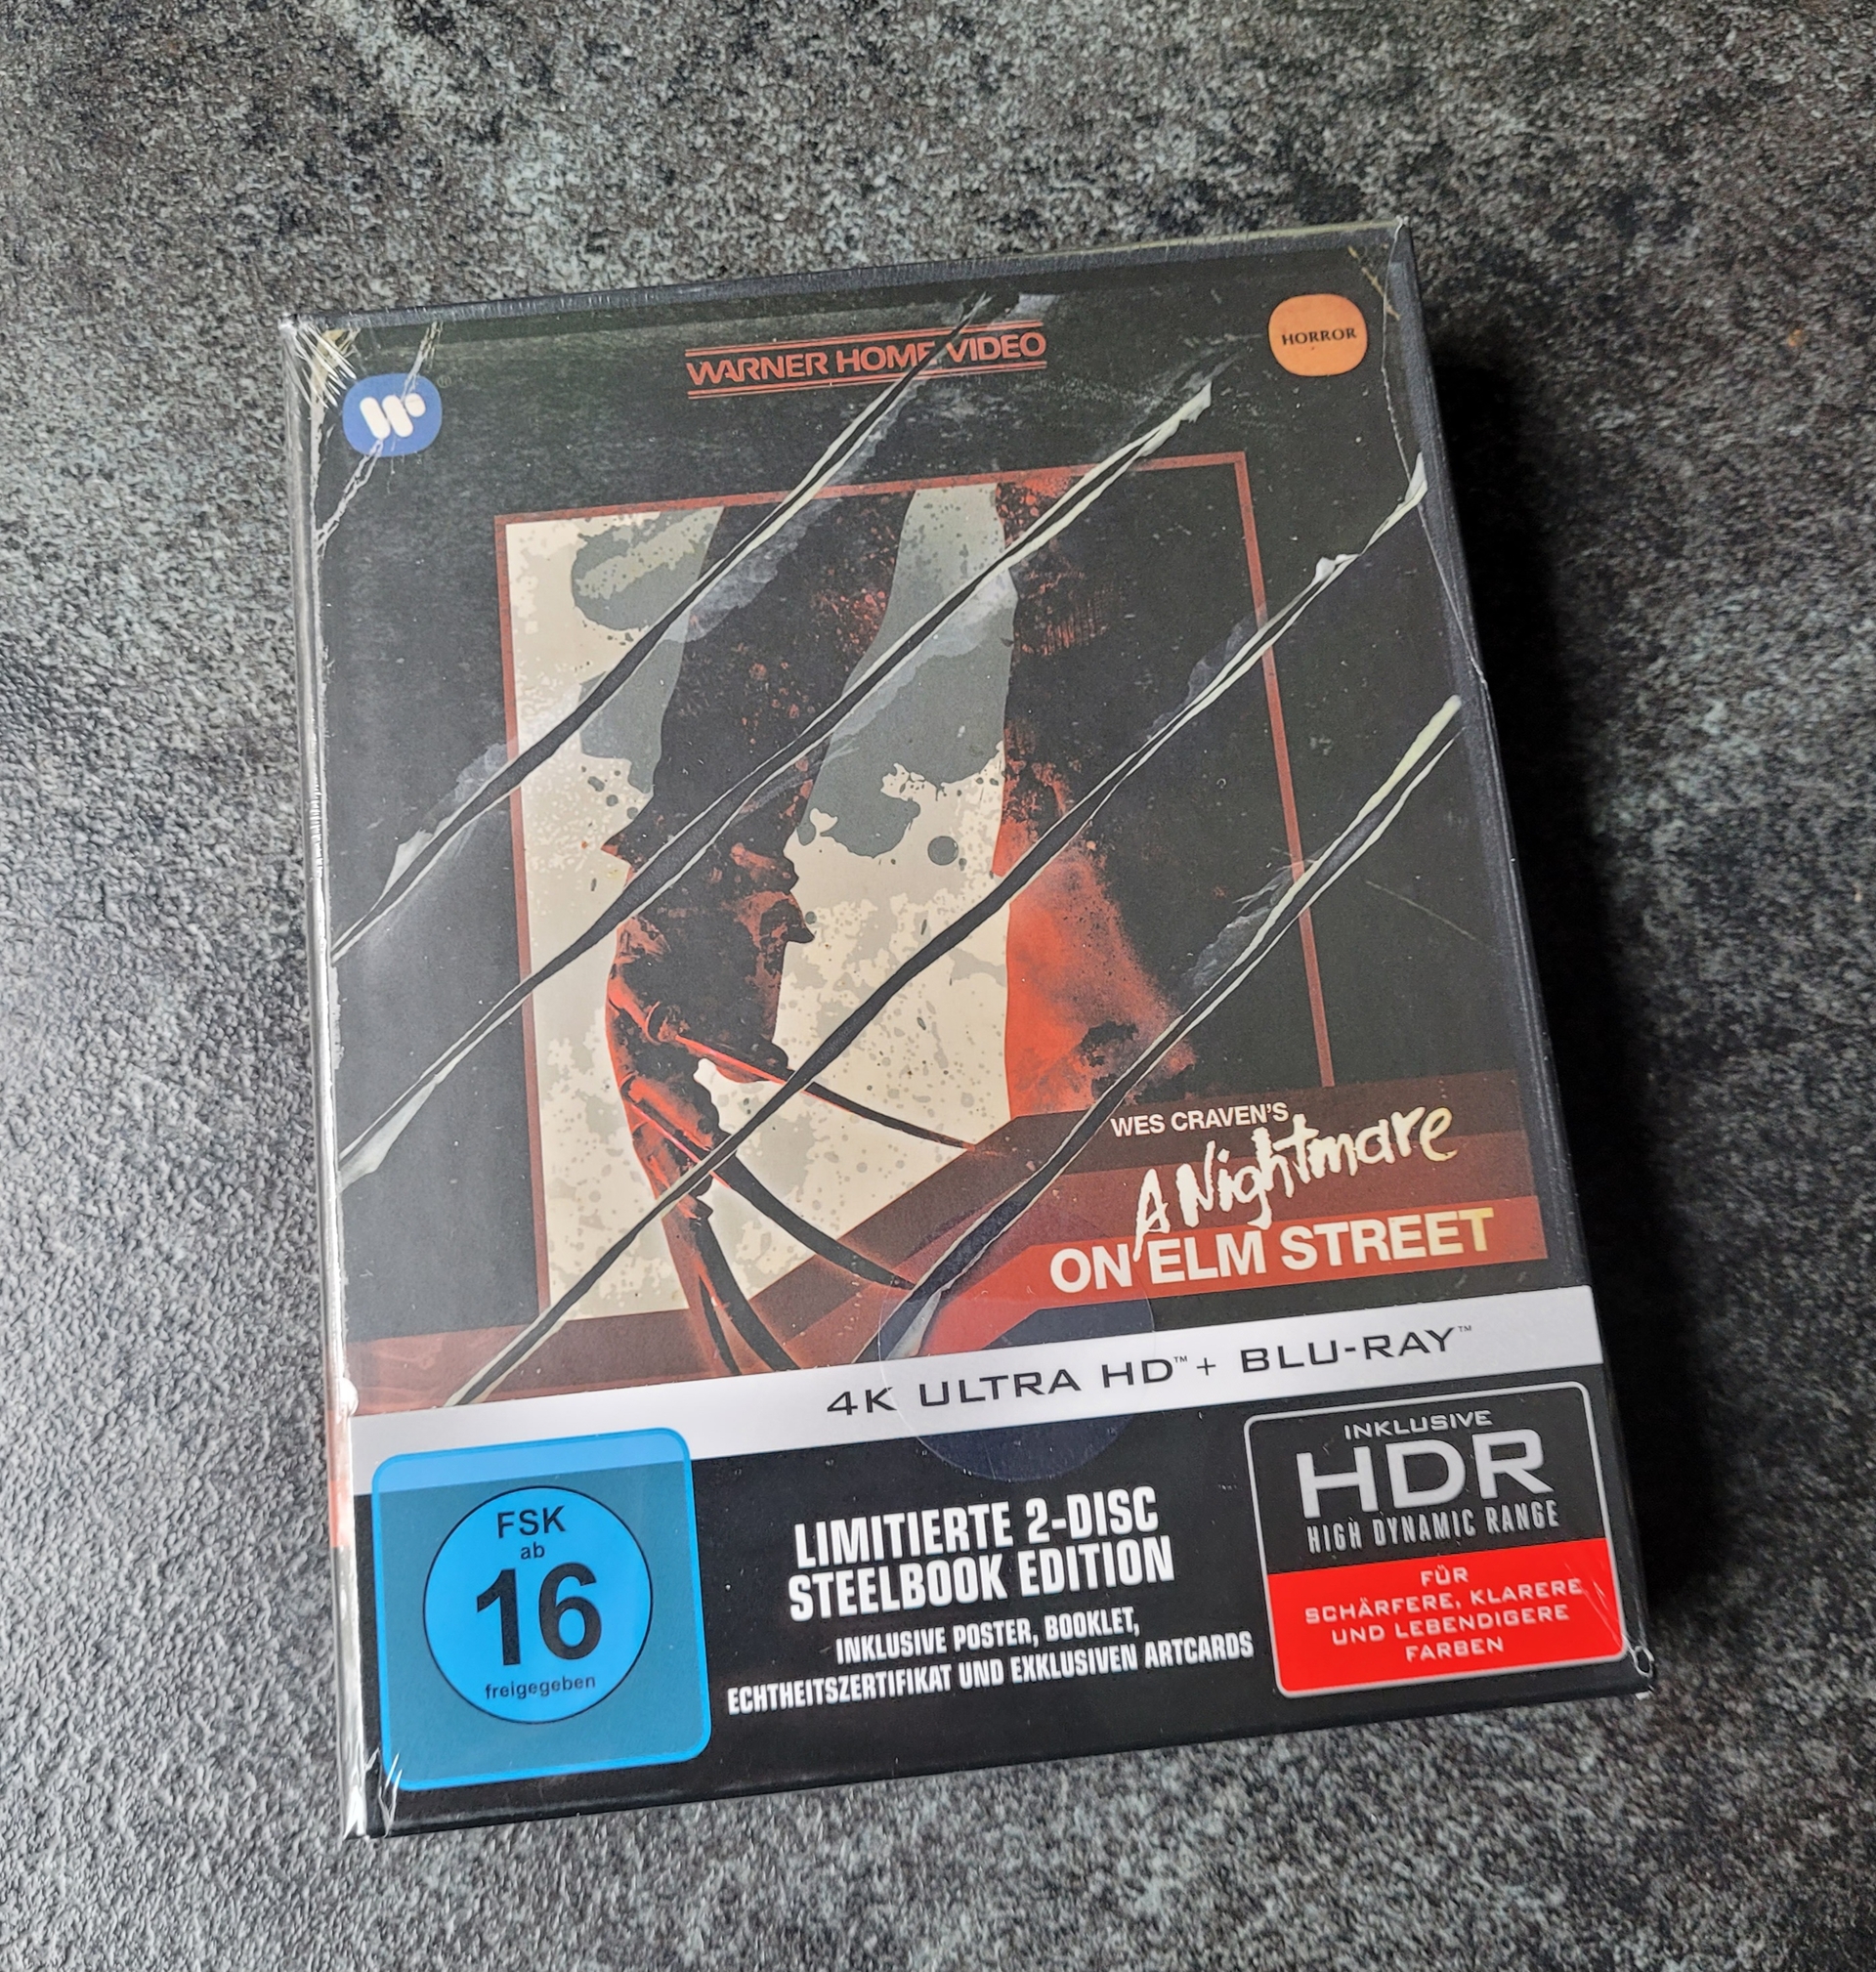 WARNER HOME VIDEO
HORROR
W
®
WES CRAVEN'S
A Nightmare
ON ELM STREET
4K ULTRA HD™ + BLU-RAY™
FSK
ab
16
freigegeben
LIMITIERTE 2-DISC
STEELBOOK EDITION
INKLUSIVE POSTER, BOOKLET,
ECHTHEITSZERTIFIKAT UND EXKLUSIVEN ARTCARDS
INKLUSIVE
HDR
HIGH DYNAMIC RANGE
FÜR
SCHÄRFERE, KLARERE
UND LEBENDIGERE
FARBEN